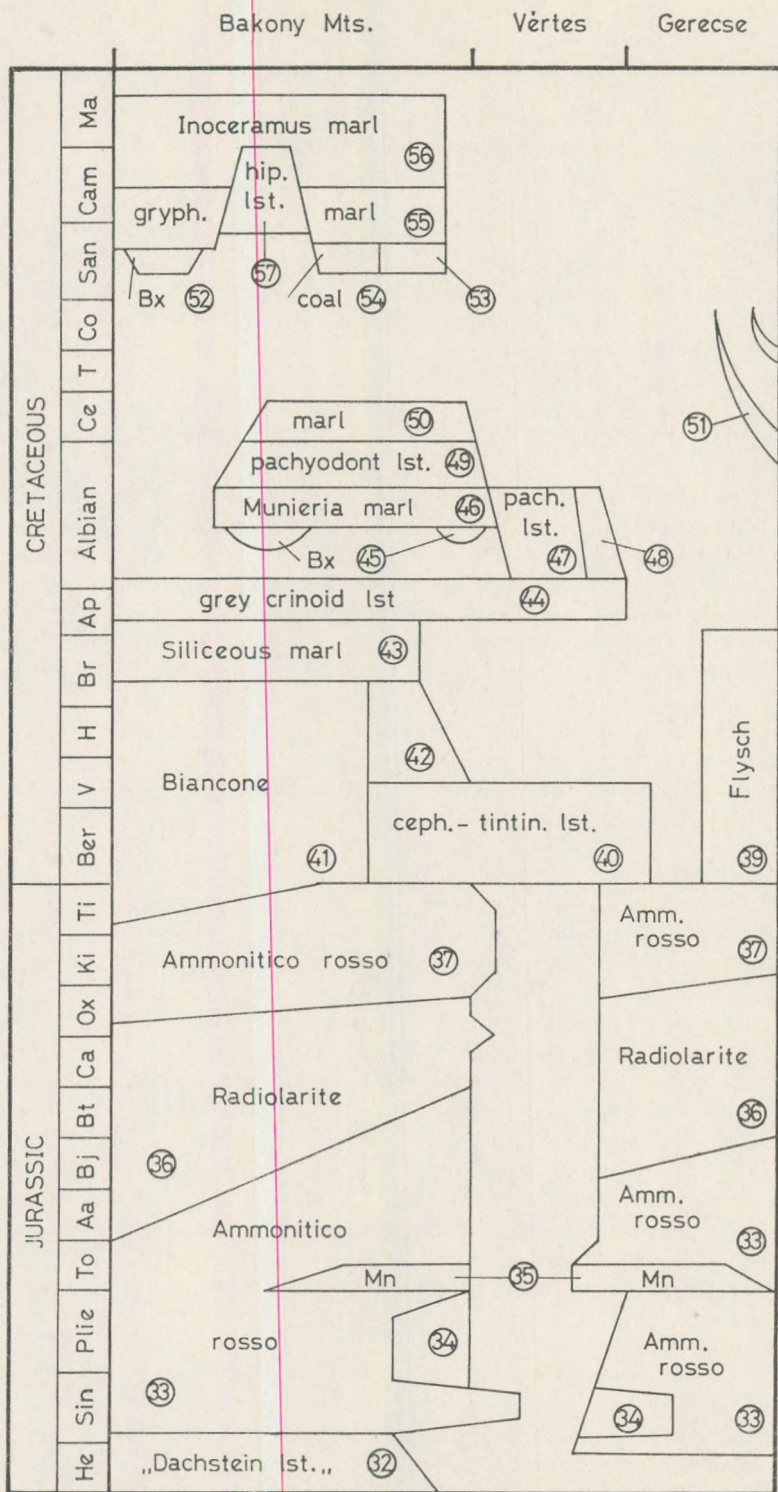 Bakony Mts. Vértes Gerecse
CRETACEOUS
JURASSIC
Ma
Cam
San
Co
T
Ce
Albian
Ap
Br
H
V
Ber
Ti
Ki
Ox
Ca
Bt
Bj
Aa
To
Plie
Sin
He
Inoceramus marl 56
hip.
lst.
gryph. marl 55
57
Bx 52 coal 54 53
51
marl 50
pachyodont lst. 49
Munieria marl 46
pach.
lst.
47 48
Bx 45
grey crinoid lst 44
Siliceous marl 43
42
Biancone
41
ceph.-tintin. lst.
40
Flysch
39
Ammonitico rosso 37
Amm.
rosso
37
Radiolarite
36
Radiolarite
36
Ammonitico
Amm.
rosso
33
Mn 35 Mn
rosso
34
33
Amm.
rosso
34 33
„Dachstein lst.„ 32